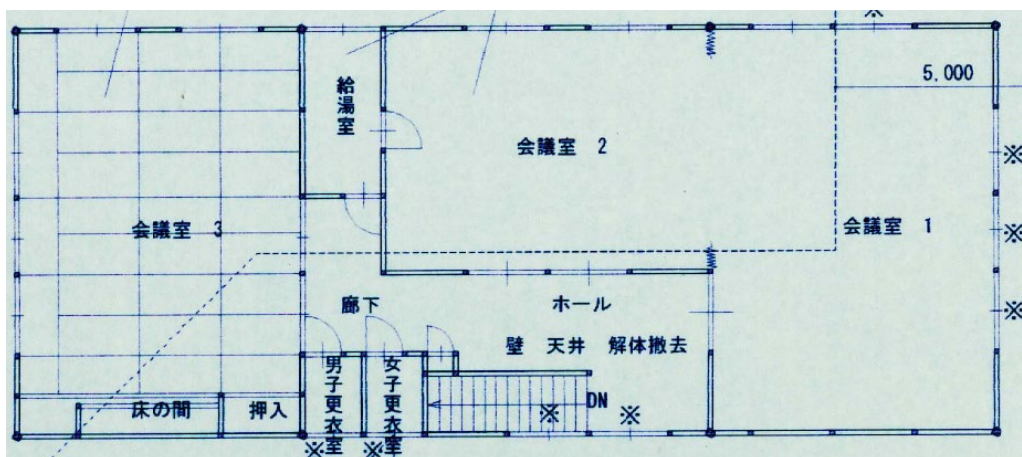 ※
5,000
給湯室
会議室 2
※
会議室 3
会議室 1
※
廊下
ホール
※
壁 天井 解体撤去
男子更衣室
女子更衣室
DN
床の間
押入
※
※
※
※